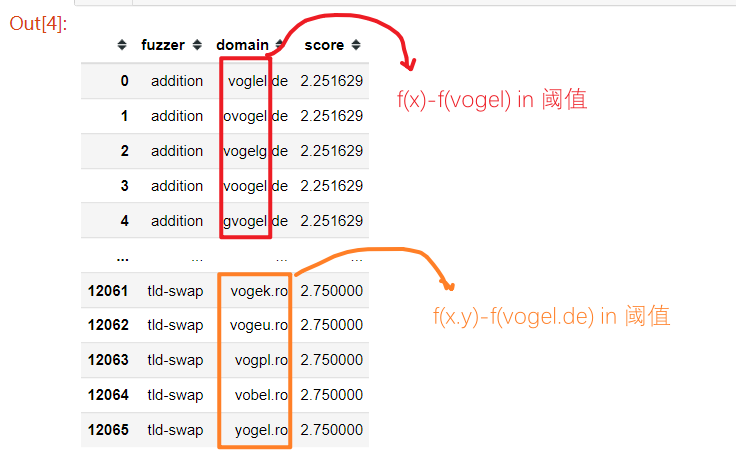 Out[4]:
fuzzer domain score
0 addition voglel.de 2.251629
f(x)-f(vogel) in 阈值
1 addition ovogel.de 2.251629
2 addition vogelg.de 2.251629
3 addition voogel.de 2.251629
4 addition gvogel.de 2.251629
... ... ... ...
12061 tld-swap vogek.ro 2.750000
12062 tld-swap vogeu.ro 2.750000
f(x.y)-f(vogel.de) in 阈值
12063 tld-swap vogpl.ro 2.750000
12064 tld-swap vobel.ro 2.750000
12065 tld-swap yogel.ro 2.750000